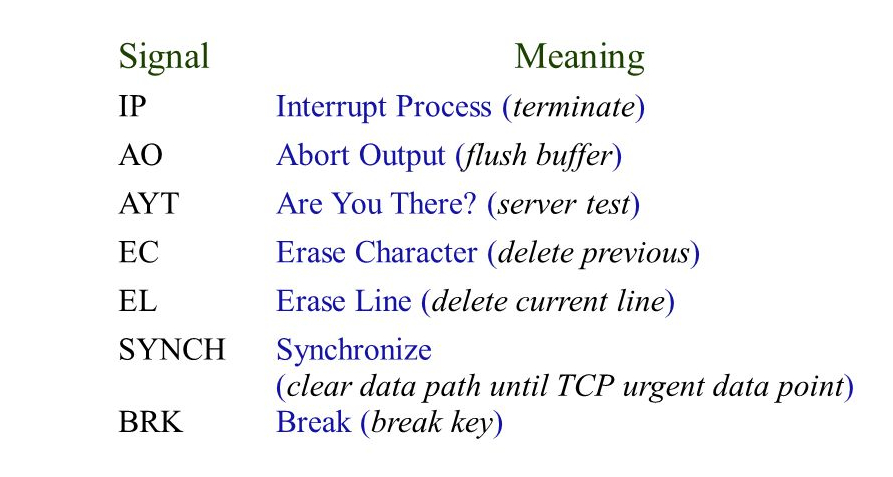 Signal Meaning
IP Interrupt Process (terminate)
AO Abort Output (flush buffer)
AYT Are You There? (server test)
EC Erase Character (delete previous)
EL Erase Line (delete current line)
SYNCH Synchronize
(clear data path until TCP urgent data point)
BRK Break (break key)